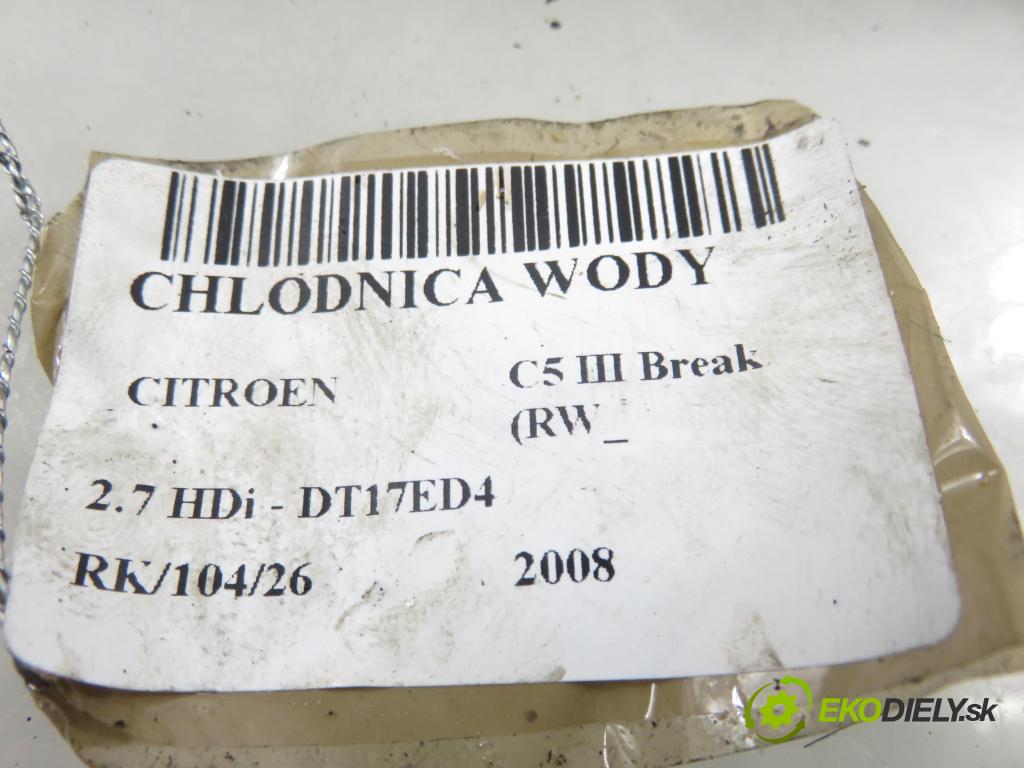 CHLODNICA WODY
CITROEN
C5 III Break
(RW_
2.7 HDi - DT17ED4
RK/104/26
2008
EKODIELY.sk